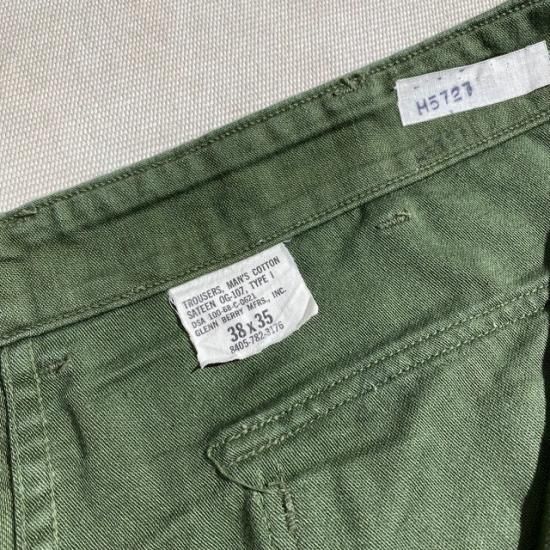 H5727
TROUSERS, MAN'S COTTON
SATEEN OG-107, TYPE I
DSA 100-68-C-0621
GLENN BERRY MFRS., INC.
38 x 35
8405-782-3176